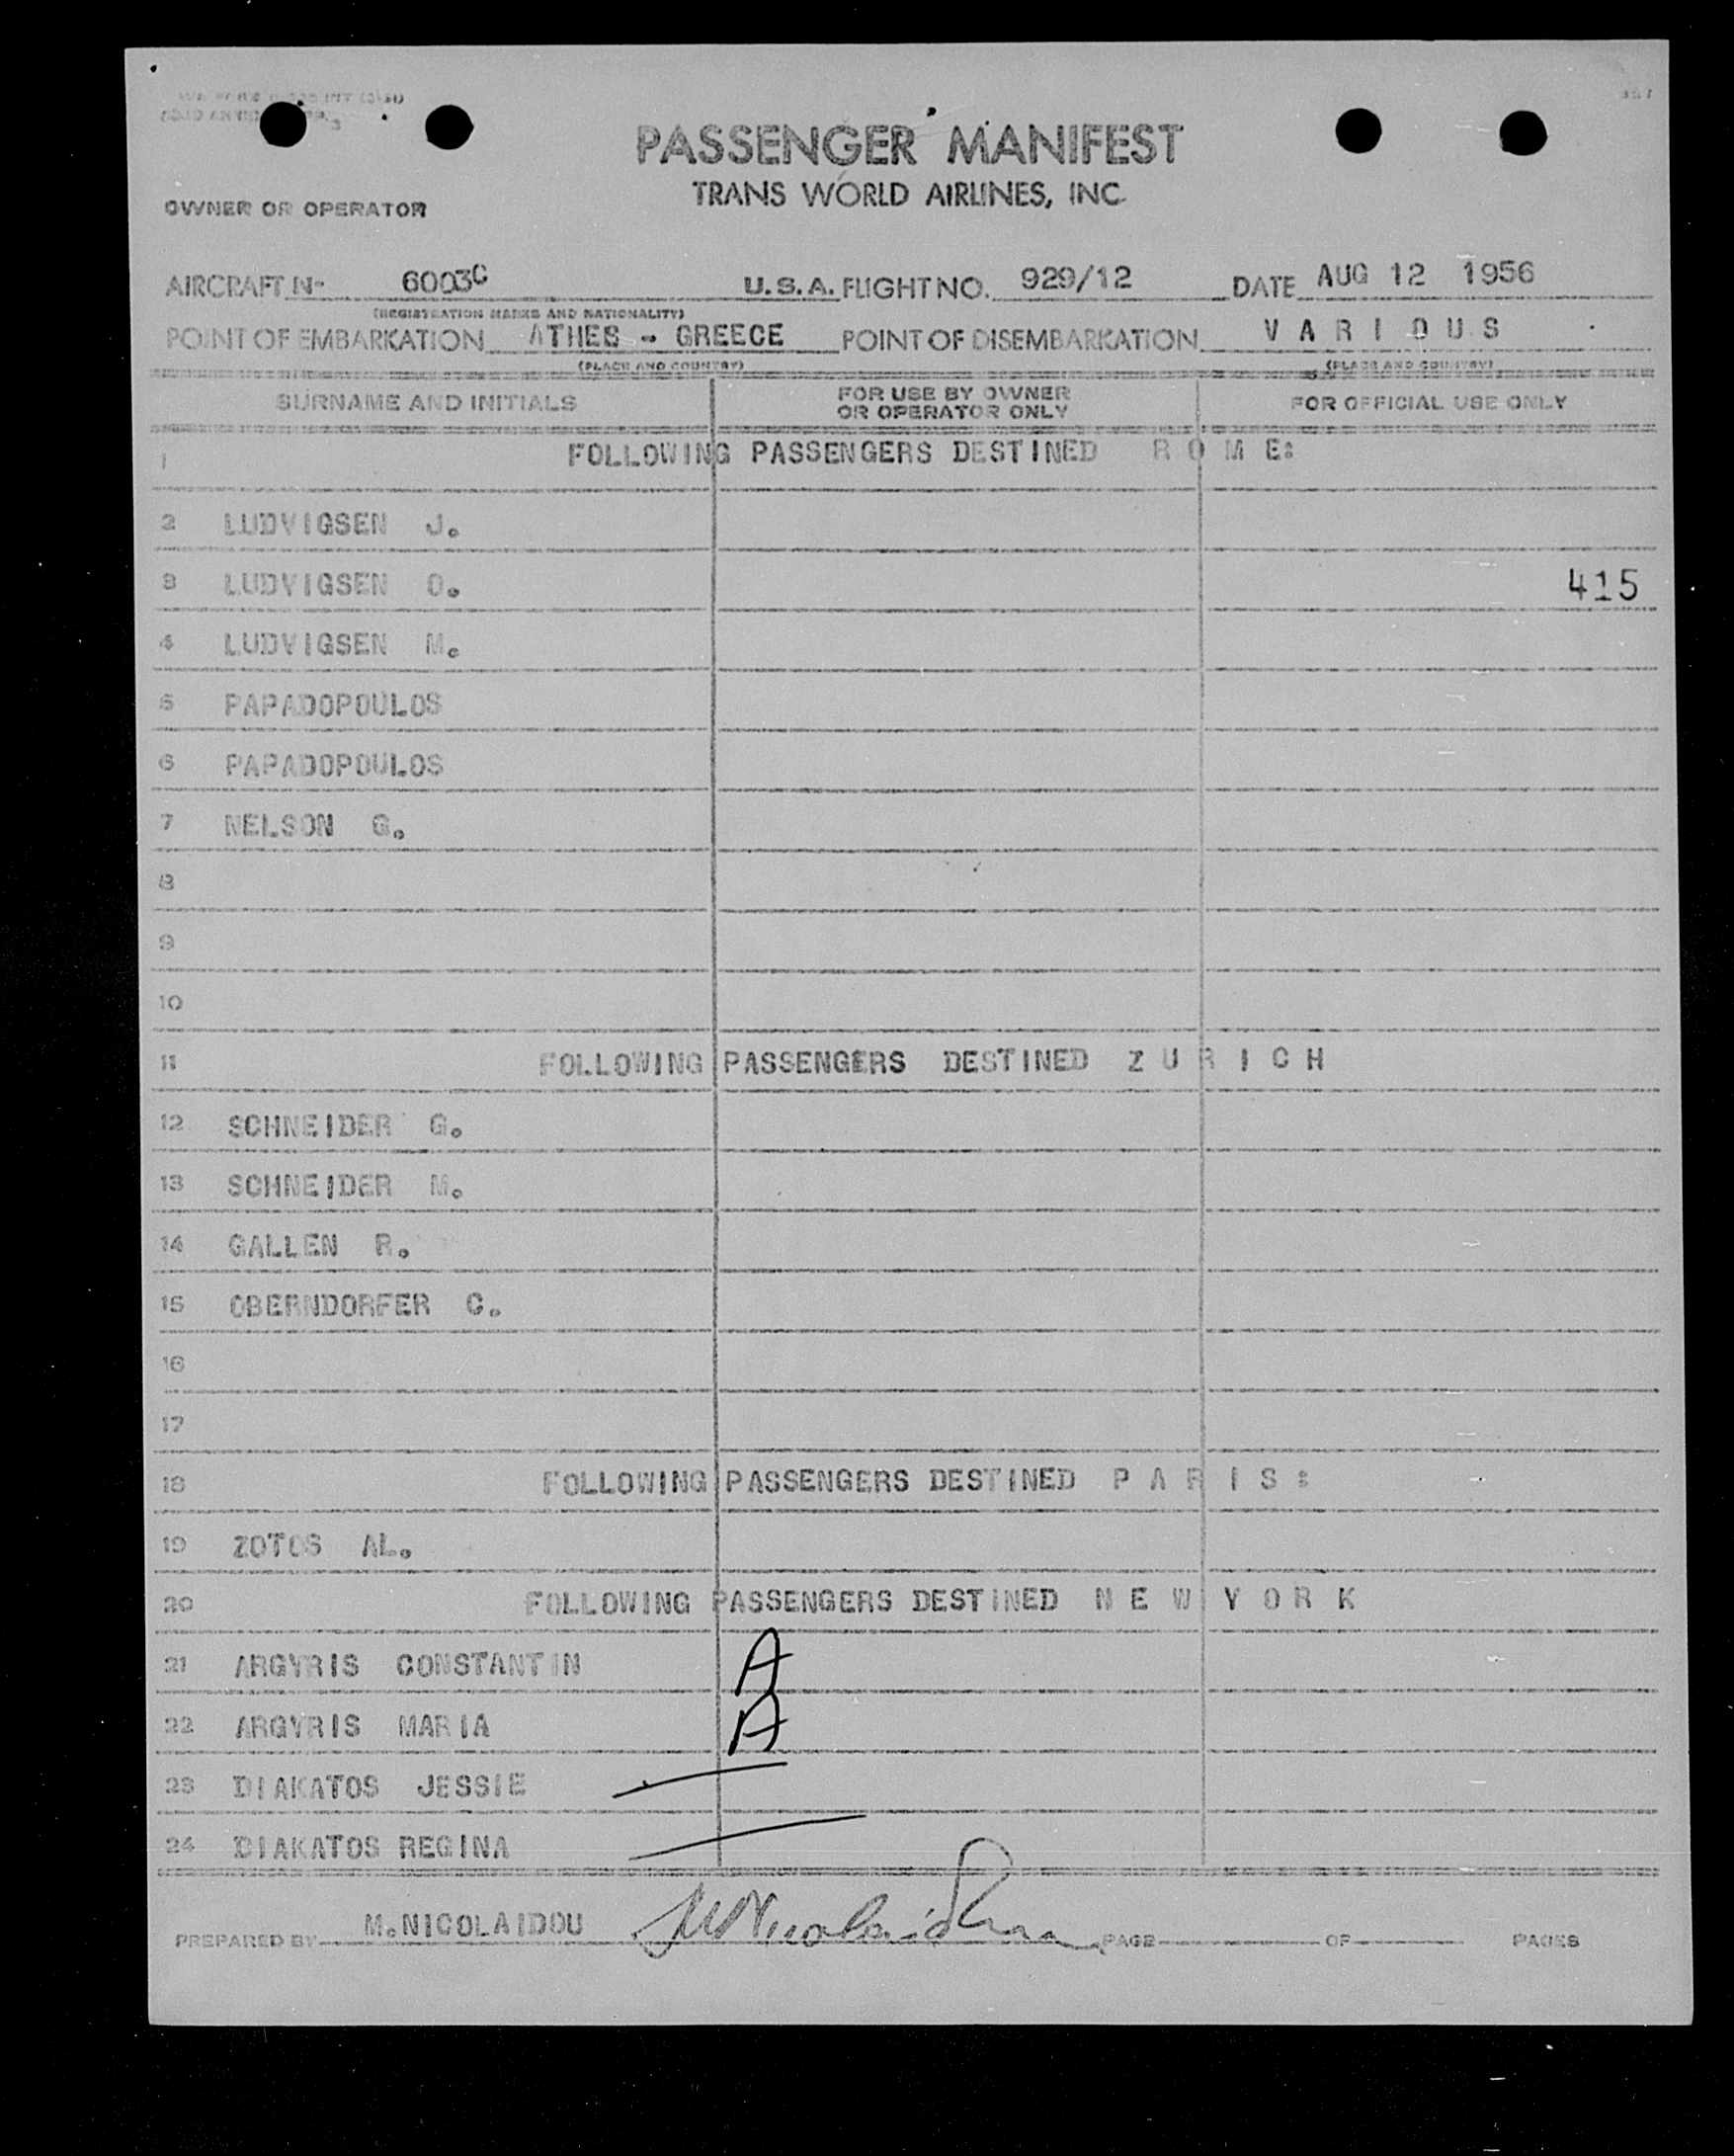 PASSENGER MANIFEST
TRANS WORLD AIRLINES, INC.
OWNER OR OPERATOR
AIRCRAFT N- 6003C U.S.A. FLIGHT NO. 929/12 DATE AUG 12 1956
(REGISTRATION MARKS AND NATIONALITY)
POINT OF EMBARKATION ATHES - GREECE POINT OF DISEMBARKATION VARIOUS
(PLACE AND COUNTRY) (PLACE AND COUNTRY)
SURNAME AND INITIALS FOR USE BY OWNER OR OPERATOR ONLY FOR OFFICIAL USE ONLY
1 FOLLOWING PASSENGERS DESTINED R O M E:
2 LUDVIGSEN J.
3 LUDVIGSEN O. 415
4 LUDVIGSEN M.
5 PAPADOPOULOS
6 PAPADOPOULOS
7 NELSON G.
8
9
10
11 FOLLOWING PASSENGERS DESTINED Z U R I C H
12 SCHNEIDER G.
13 SCHNEIDER M.
14 GALLEN R.
15 OBERNDORFER C.
16
17
18 FOLLOWING PASSENGERS DESTINED P A R I S :
19 ZOTOS AL.
20 FOLLOWING PASSENGERS DESTINED N E W Y O R K
21 ARGYRIS CONSTANTIN A
22 ARGYRIS MARIA A
23 DIAKATOS JESSIE
24 DIAKATOS REGINA
PREPARED BY M.NICOLAIDOU MNicolaidou PAGE OF PAGES